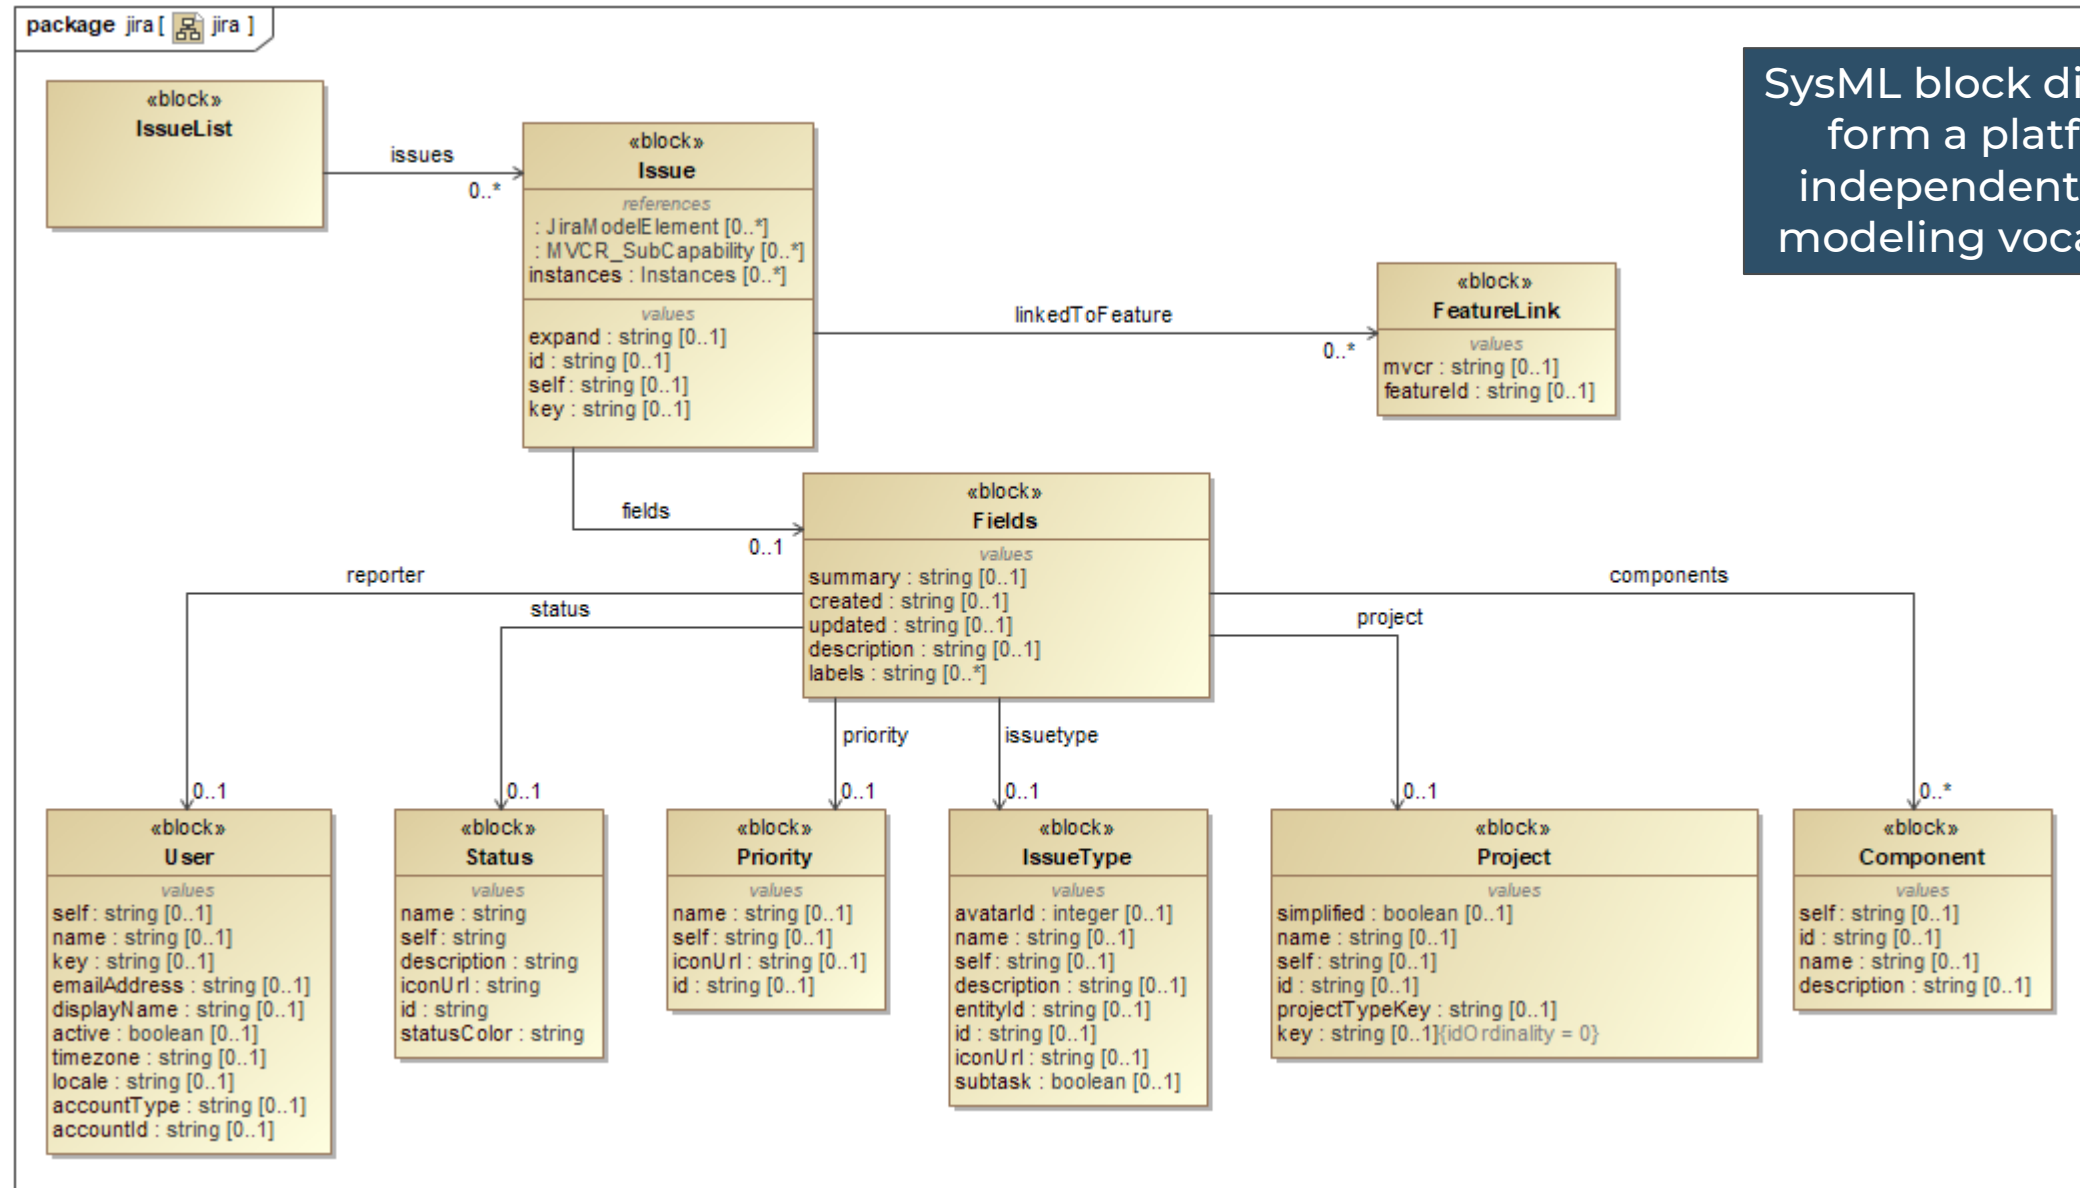 package jira [ jira ]
«block»
IssueList
issues
0..*
«block»
Issue
references
: JiraModelElement [0..*]
: MVCR_SubCapability [0..*]
instances : Instances [0..*]
values
expand : string [0..1]
id : string [0..1]
self : string [0..1]
key : string [0..1]
SysML block di
form a platf
independent
modeling voca
linkedToFeature
0..*
«block»
FeatureLink
values
mvcr : string [0..1]
featureId : string [0..1]
fields
0..1
«block»
Fields
values
summary : string [0..1]
created : string [0..1]
updated : string [0..1]
description : string [0..1]
labels : string [0..*]
reporter
status
priority
issuetype
project
components
0..1
0..1
0..1
0..1
0..1
0..*
«block»
User
values
self : string [0..1]
name : string [0..1]
key : string [0..1]
emailAddress : string [0..1]
displayName : string [0..1]
active : boolean [0..1]
timezone : string [0..1]
locale : string [0..1]
accountType : string [0..1]
accountId : string [0..1]
«block»
Status
values
name : string
self : string
description : string
iconUrl : string
id : string
statusColor : string
«block»
Priority
values
name : string [0..1]
self : string [0..1]
iconUrl : string [0..1]
id : string [0..1]
«block»
IssueType
values
avatarId : integer [0..1]
name : string [0..1]
self : string [0..1]
description : string [0..1]
entityId : string [0..1]
id : string [0..1]
iconUrl : string [0..1]
subtask : boolean [0..1]
«block»
Project
values
simplified : boolean [0..1]
name : string [0..1]
self : string [0..1]
id : string [0..1]
projectTypeKey : string [0..1]
key : string [0..1]{idOrdinality = 0}
«block»
Component
values
self : string [0..1]
id : string [0..1]
name : string [0..1]
description : string [0..1]